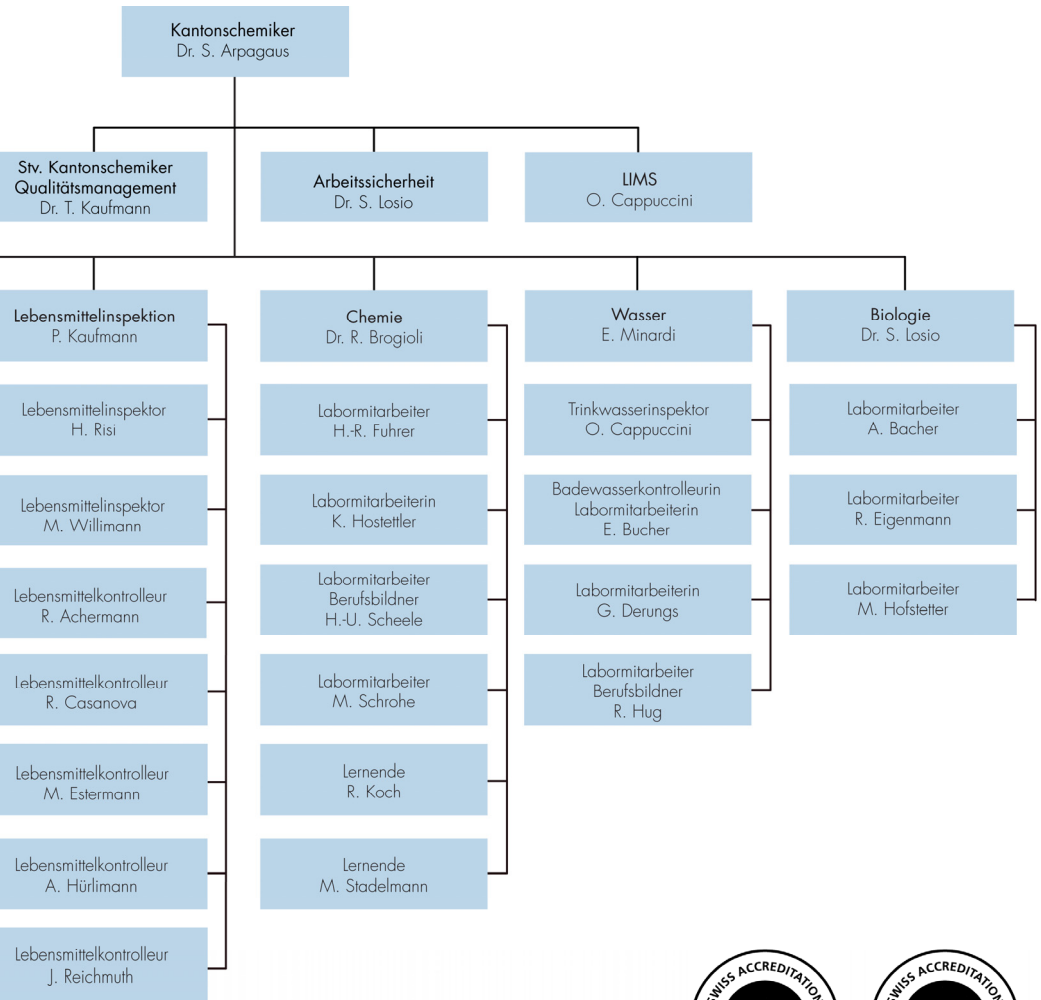 Kantonschemiker
Dr. S. Arpagaus
Stv. Kantonschemiker
Qualitätsmanagement
Dr. T. Kaufmann
Arbeitssicherheit
Dr. S. Losio
LIMS
O. Cappuccini
Lebensmittelinspektion
P. Kaufmann
Chemie
Dr. R. Brogioli
Wasser
E. Minardi
Biologie
Dr. S. Losio
Lebensmittelinspektor
H. Risi
Lebensmittelinspektor
M. Willimann
Lebensmittelkontrolleur
R. Achermann
Lebensmittelkontrolleur
R. Casanova
Lebensmittelkontrolleur
M. Estermann
Lebensmittelkontrolleur
A. Hürlimann
Lebensmittelkontrolleur
J. Reichmuth
Labormitarbeiter
H.-R. Fuhrer
Labormitarbeiterin
K. Hostettler
Labormitarbeiter
Berufsbildner
H.-U. Scheele
Labormitarbeiter
M. Schrohe
Lernende
R. Koch
Lernende
M. Stadelmann
Trinkwasserinspektor
O. Cappuccini
Badewasserkontrolleurin
Labormitarbeiterin
E. Bucher
Labormitarbeiterin
G. Derungs
Labormitarbeiter
Berufsbildner
R. Hug
Labormitarbeiter
A. Bacher
Labormitarbeiter
R. Eigenmann
Labormitarbeiter
M. Hofstetter
SWISS ACCREDITATION
SWISS ACCREDITATION